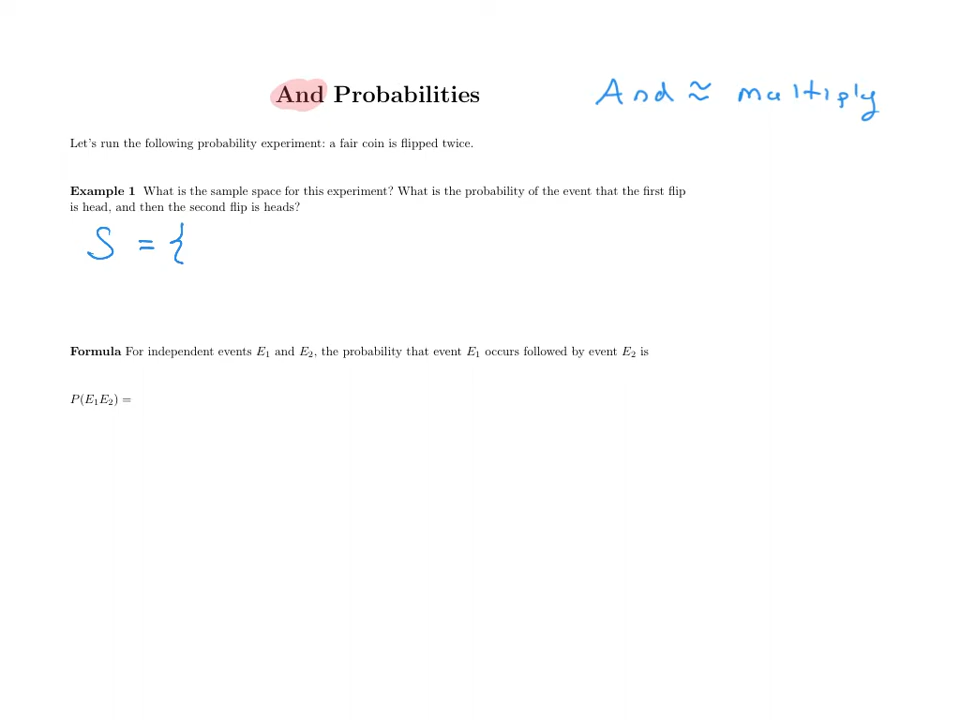 And Probabilities
And ≈ multiply
Let's run the following probability experiment: a fair coin is flipped twice.
Example 1 What is the sample space for this experiment? What is the probability of the event that the first flip
is head, and then the second flip is heads?
S = {
Formula For independent events E₁ and E₂, the probability that event E₁ occurs followed by event E₂ is
P(E₁E₂) =